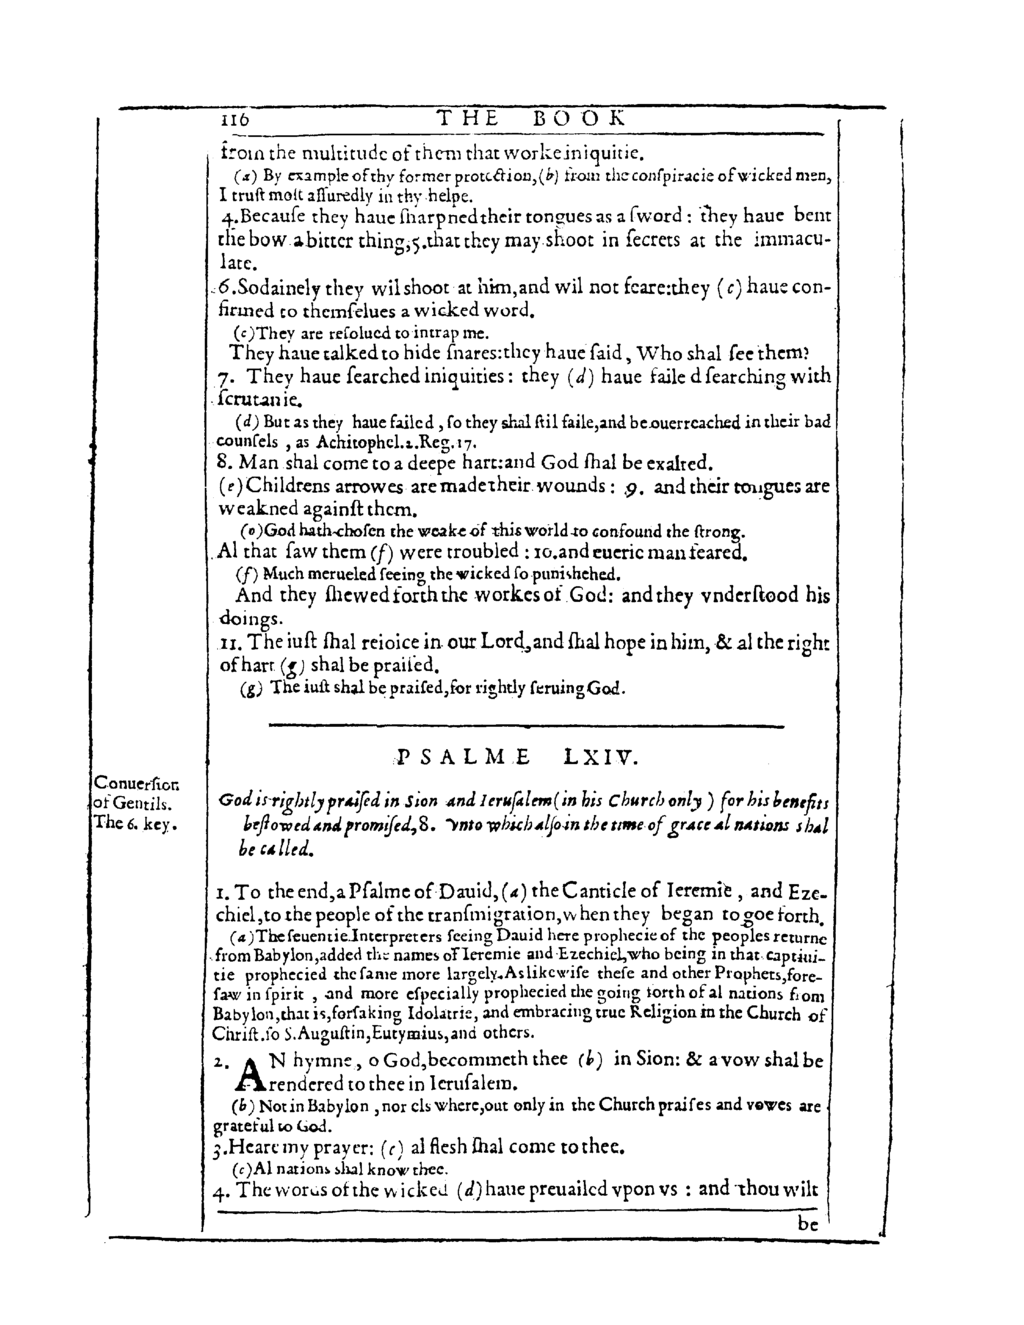 116 THE BOOK
from the multitude of them that worke iniquitie.
(a) By example of thy former protectiõ,(b) from the conſpiracie of wicked men,
I truſt moſt aſſuredly in thy helpe.
4.Becauſe they haue ſharpned their tongues as a ſword : they haue bent
the bow a bitter thing,5.that they may shoot in ſecrets at the immacu-
late.
6.Sodainely they wil shoot at him,and wil not feare:they (c) haue con-
firmed to themſelues a wicked word.
(c)They are reſolued to intrap me.
They haue talked to hide ſnares:they haue ſaid, Who shal ſee them?
7. They haue ſearched iniquities : they (d) haue faile d ſearching with
ſcrutanie.
(d) But as they haue failed , ſo they shal ſtil faile,and be ouerreached in their bad
counſels , as Achitophel.2.Reg.17.
8. Man shal come to a deepe hart:and God ſhal be exalted.
(e)Childrens arrowes are made their wounds : 9. and their tongues are
weakned againſt them.
(e)God hath choſen the weake of this world to confound the ſtrong.
Al that ſaw them (f) were troubled : 10.and euerie man feared.
(f) Much merueled ſeeing the wicked ſo punishehed.
And they ſhewed forth the workes of God: and they vnderſtood his
doings.
11. The iuſt ſhal reioice in our Lord,and ſhal hope in him, & al the right
of hart (g) shal be praiſed.
(g) The iuſt shal be praiſed,for rightly ſeruing God.
PSALME LXIV.
Conuerſion
of Gentils.
The 6. key.
God is rightly praiſed in Sion and Ieruſalem(in his Church only ) for his benefits
beſtowed and promiſed,8. Vnto which alſo in the time of grace al nations shal
be called.
1. To the end,a Pſalme of Dauid,(a) the Canticle of Ieremie , and Eze-
chiel,to the people of the tranſmigration,when they began to goe forth.
(a)The ſeuentie Interpreters ſeeing Dauid here prophecie of the peoples returne
from Babylon,added the names of Ieremie and Ezechiel,who being in that captiui-
tie prophecied the ſame more largely.As likewiſe theſe and other Prophets,fore-
ſaw in ſpirit , and more eſpecially prophecied the going forth of al nations from
Babylon,that is,forſaking Idolatrie, and embracing true Religion in the Church of
Chriſt.ſo S.Auguſtin,Eutymius,and others.
2. AN hymne , o God,becommeth thee (b) in Sion: & a vow shal be
rendered to thee in Ieruſalem.
(b) Not in Babylon , nor els where,out only in the Church praiſes and vowes are
grateful to God.
3.Heare my prayer: (c) al fleſh ſhal come to thee.
(c)Al nations shal know thee.
4. The words of the wicked (d)haue preuailed vpon vs : and thou wilt
be